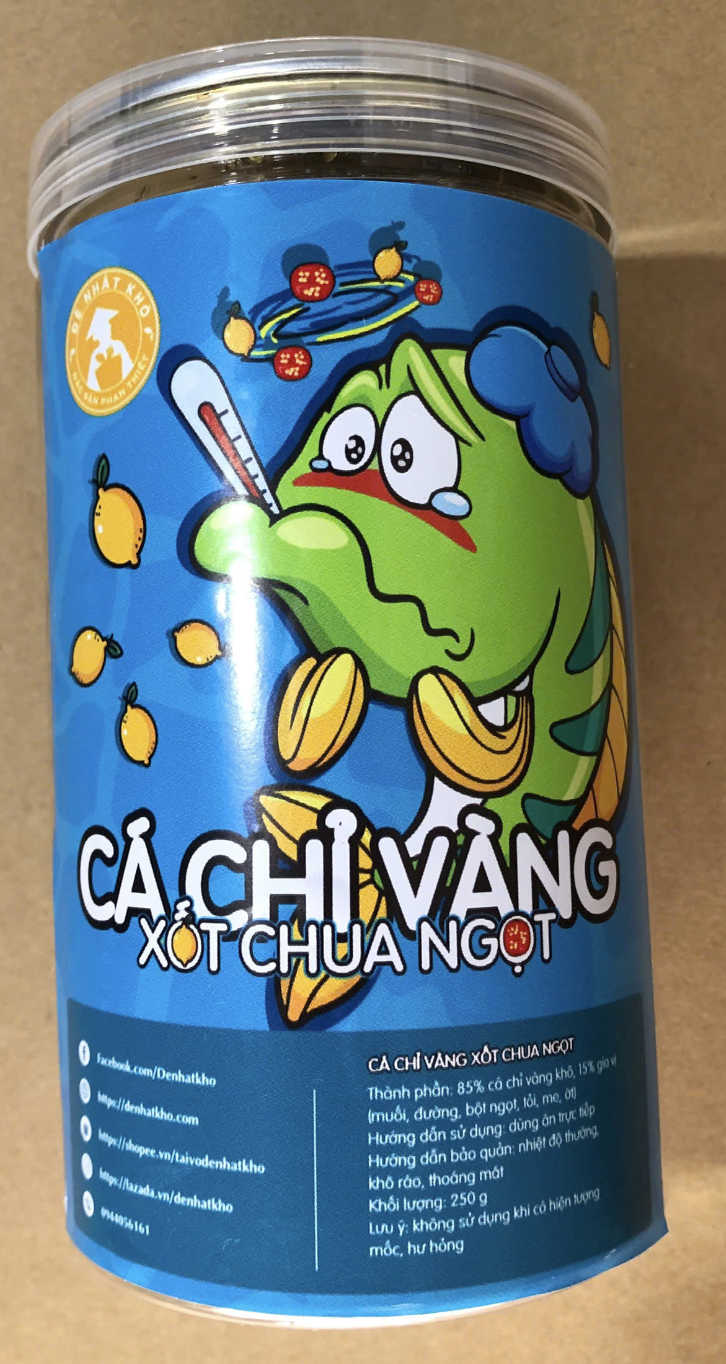 ĐỆ NHẤT KHÔ
ĐẶC SẢN PHAN THIẾT
CÁ CHỈ VÀNG
XỐT CHUA NGỌT
Facebook.com/Denhatkho
https://denhatkho.com
https://shopee.vn/taivodenhatkho
https://lazada.vn/denhatkho
0944056161
CÁ CHỈ VÀNG XỐT CHUA NGỌT
Thành phần: 85% cá chỉ vàng khô, 15% gia vị
(muối, đường, bột ngọt, tỏi, me, ớt)
Hướng dẫn sử dụng: dùng ăn trực tiếp
Hướng dẫn bảo quản: nhiệt độ thường,
khô ráo, thoáng mát
Khối lượng: 250 g
Lưu ý: không sử dụng khi có hiện tượng
mốc, hư hỏng